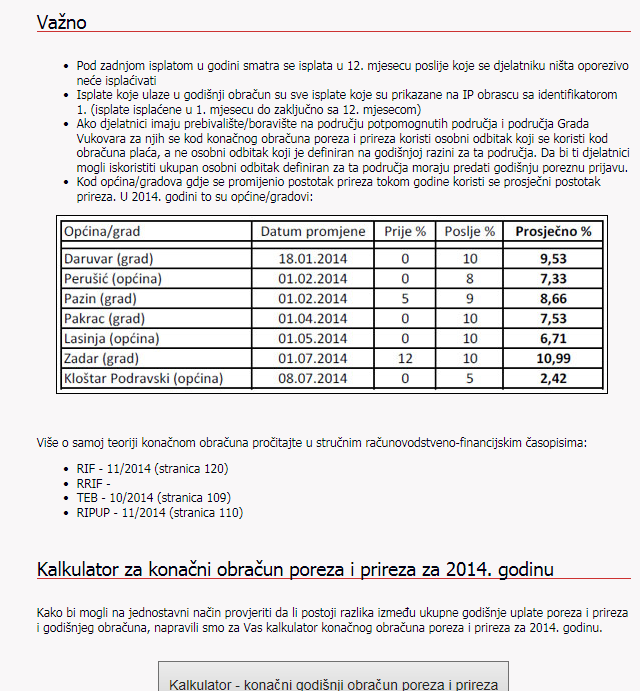 Važno
Pod zadnjom isplatom u godini smatra se isplata u 12. mjesecu poslije koje se djelatniku ništa oporezivo
neće isplaćivati
Isplate koje ulaze u godišnji obračun su sve isplate koje su prikazane na IP obrascu sa identifikatorom
1. (isplate isplaćene u 1. mjesecu do zaključno sa 12. mjesecom)
Ako djelatnici imaju prebivalište/boravište na području potpomognutih područja i područja Grada
Vukovara za njih se kod konačnog obračuna poreza i prireza koristi osobni odbitak koji se koristi kod
obračuna plaća, a ne osobni odbitak koji je definiran na godišnjoj razini za ta područja. Da bi ti djelatnici
mogli iskoristiti ukupan osobni odbitak definiran za ta područja moraju predati godišnju poreznu prijavu.
Kod općina/gradova gdje se promijenio postotak prireza tokom godine koristi se prosječni postotak
prireza. U 2014. godini to su općine/gradovi:
Općina/grad Datum promjene Prije % Poslje % Prosječno %
Daruvar (grad) 18.01.2014 0 10 9,53
Perušić (općina) 01.02.2014 0 8 7,33
Pazin (grad) 01.02.2014 5 9 8,66
Pakrac (grad) 01.04.2014 0 10 7,53
Lasinja (općina) 01.05.2014 0 10 6,71
Zadar (grad) 01.07.2014 12 10 10,99
Kloštar Podravski (općina) 08.07.2014 0 5 2,42
Više o samoj teoriji konačnom obračuna pročitajte u stručnim računovodstveno-financijskim časopisima:
RIF - 11/2014 (stranica 120)
RRIF -
TEB - 10/2014 (stranica 109)
RIPUP - 11/2014 (stranica 110)
Kalkulator za konačni obračun poreza i prireza za 2014. godinu
Kako bi mogli na jednostavni način provjeriti da li postoji razlika između ukupne godišnje uplate poreza i prireza
i godišnjeg obračuna, napravili smo za Vas kalkulator konačnog obračuna poreza i prireza za 2014. godinu.
Kalkulator - konačni godišnji obračun poreza i prireza